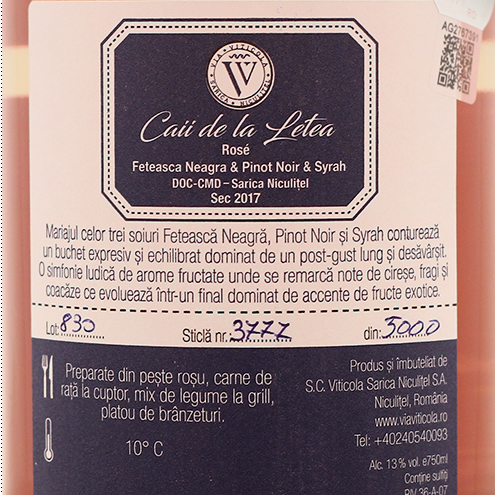 AG2787391
VIA VITICOLA
SARICA NICULIȚEL
V
Caii de la Letea
Rosé
Feteasca Neagra & Pinot Noir & Syrah
DOC-CMD – Sarica Niculițel
Sec 2017
Mariajul celor trei soiuri Fetească Neagră, Pinot Noir și Syrah conturează
un buchet expresiv și echilibrat dominat de un post-gust lung și desăvârșit.
O simfonie ludică de arome fructate unde se remarcă note de cireșe, fragi și
coacăze ce evoluează într-un final dominat de accente de fructe exotice.
Lot: 830 Sticlă nr. 3777 din: 5000
Preparate din pește roșu, carne de
rață la cuptor, mix de legume la grill,
platou de brânzeturi.
10° C
Produs și îmbuteliat de
S.C. Viticola Sarica Niculițel S.A.
Niculițel, România
www.viaviticola.ro
Tel: +40240540093
Alc. 13 % vol. e750ml
Conține sulfiți
RIV 36-A-07